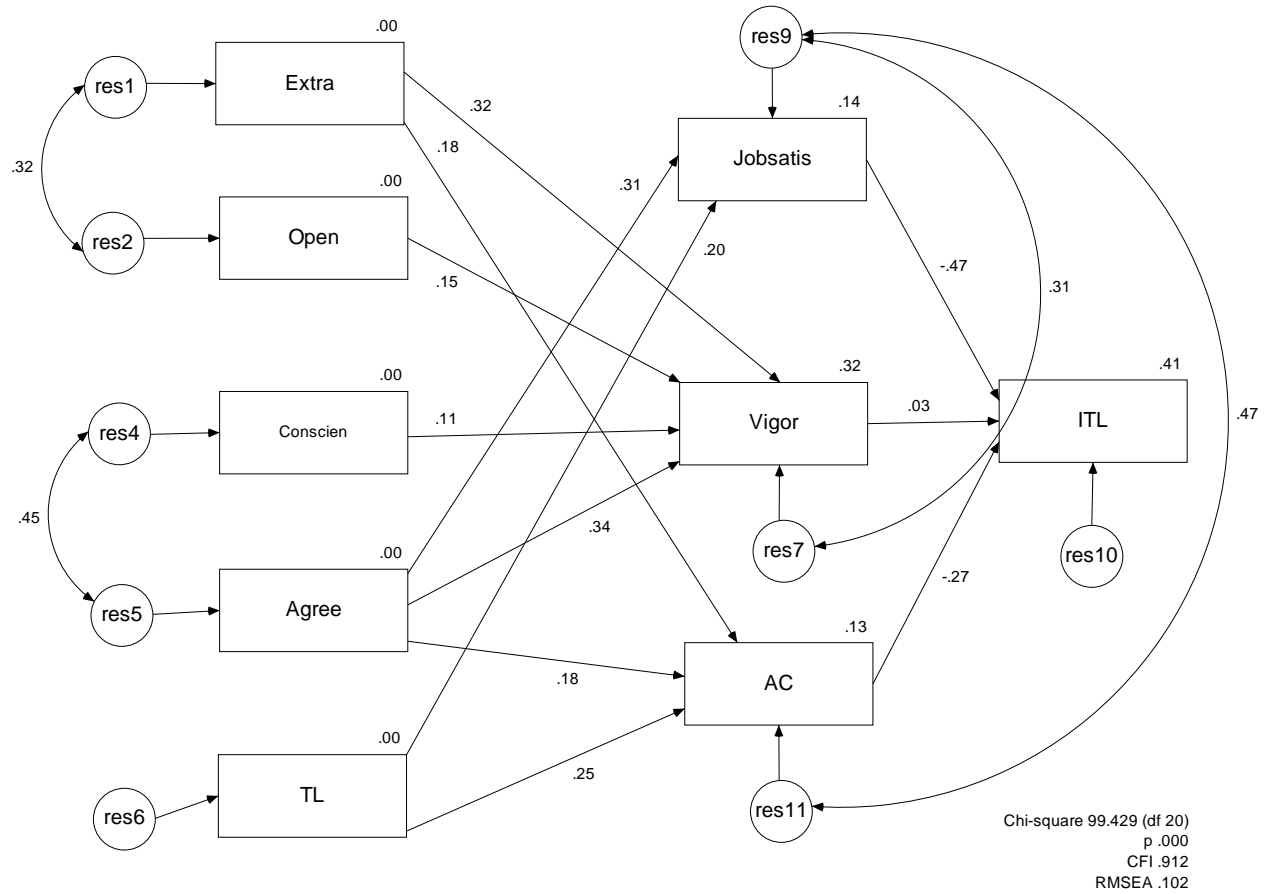 .00
res9
Extra
res1
.32
.14
.18
Jobsatis
.32
.00
.31
Open
res2
.20
-.47
.15
.31
.00
.32
.41
.11
.03
Vigor
ITL
.47
Conscien
res4
.45
.34
.00
res7
res10
-.27
Agree
res5
.13
.18
AC
.00
.25
TL
res6
res11
Chi-square 99.429 (df 20)
p .000
CFI .912
RMSEA .102